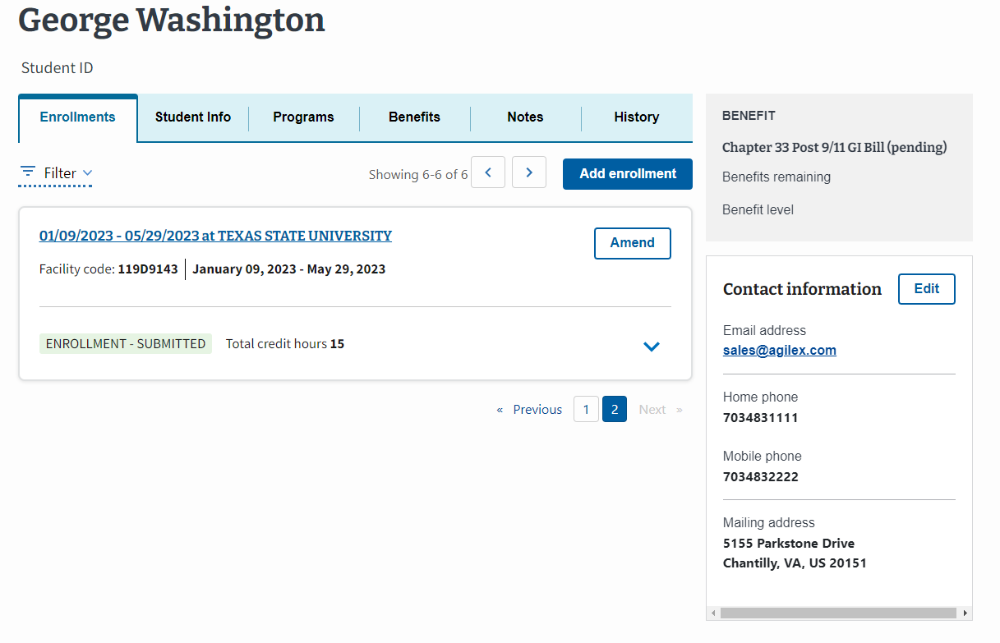 George Washington
Student ID
Enrollments
Student Info
Programs
Benefits
Notes
History
Filter
Showing 6-6 of 6
Add enrollment
01/09/2023 - 05/29/2023 at TEXAS STATE UNIVERSITY
Amend
Facility code: 119D9143 January 09, 2023 - May 29, 2023
ENROLLMENT - SUBMITTED
Total credit hours 15
« Previous 1 2 Next »
BENEFIT
Chapter 33 Post 9/11 GI Bill (pending)
Benefits remaining
Benefit level
Contact information
Edit
Email address
sales@agilex.com
Home phone
7034831111
Mobile phone
7034832222
Mailing address
5155 Parkstone Drive
Chantilly, VA, US 20151